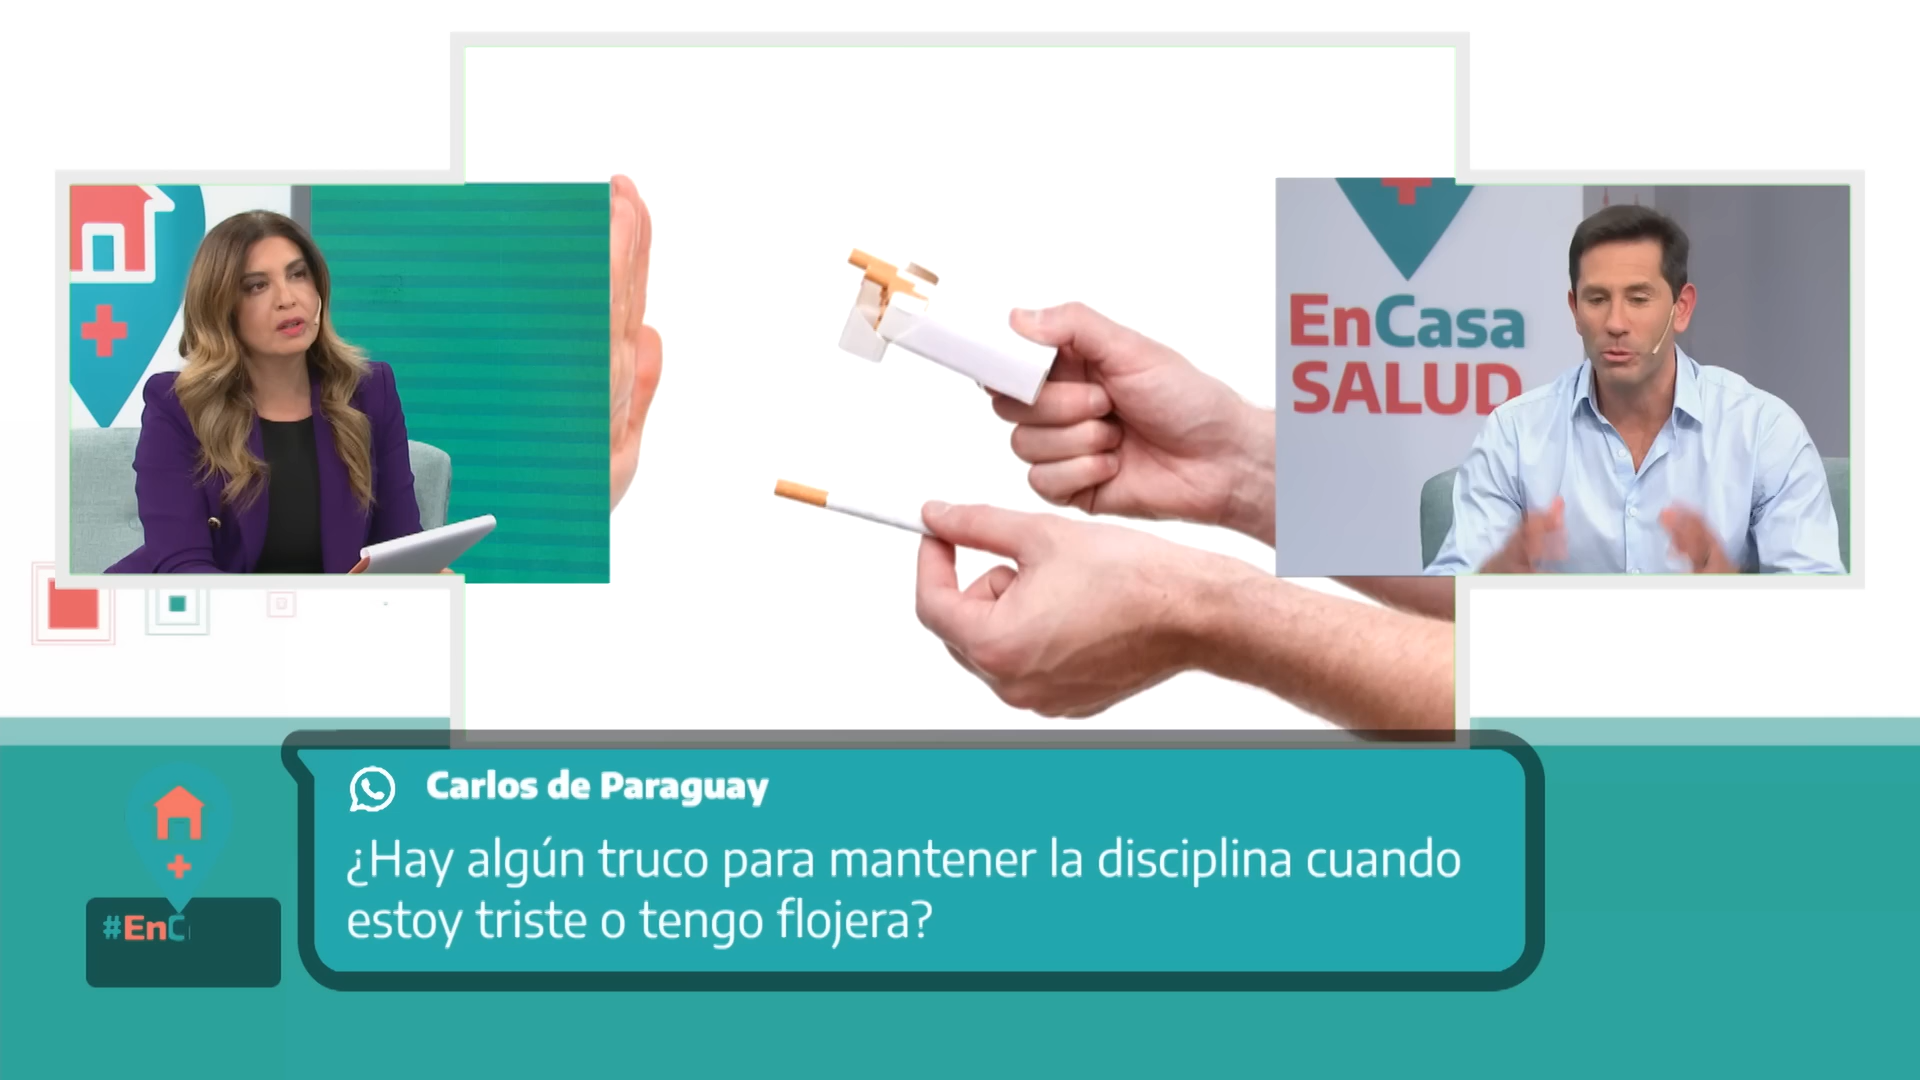 EnCasa
SALUD
Carlos de Paraguay
¿Hay algún truco para mantener la disciplina cuando
estoy triste o tengo flojera?
#EnC